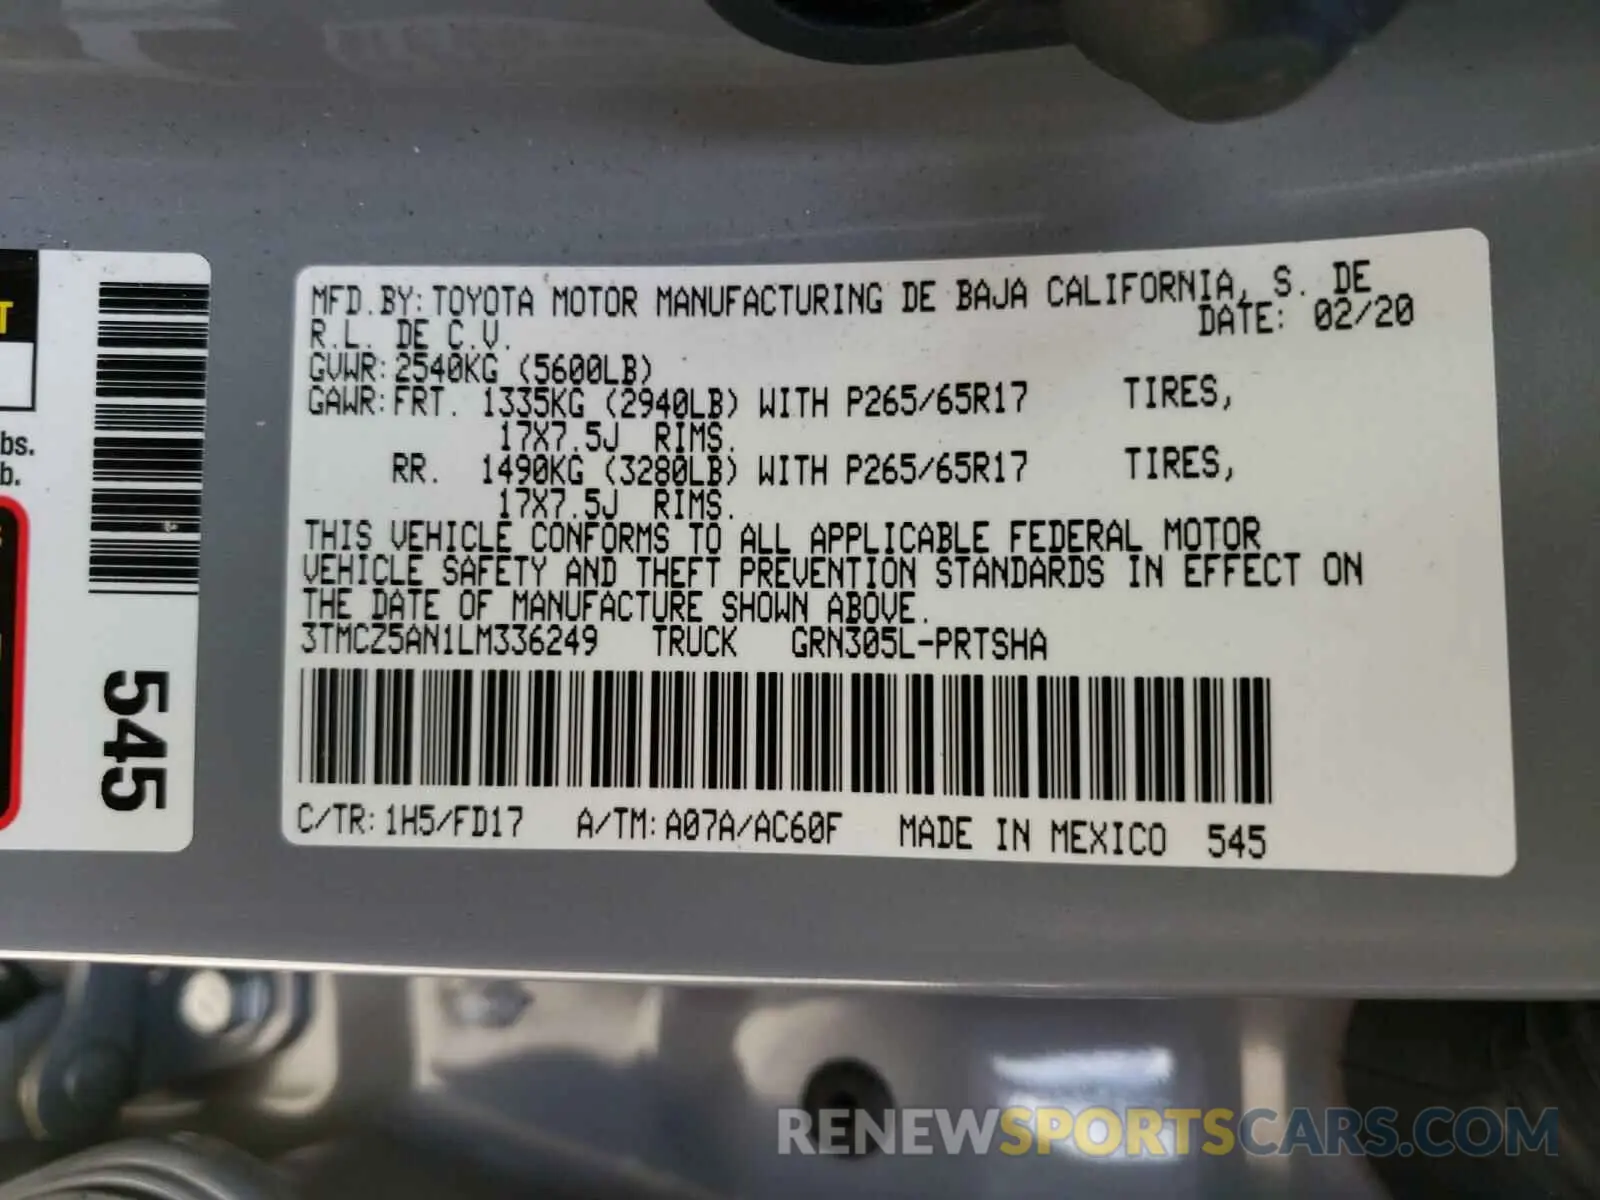 MFD.BY: TOYOTA MOTOR MANUFACTURING DE BAJA CALIFORNIA, S. DE
R.L. DE C.V. DATE: 02/20
GVWR: 2540KG (5600LB)
GAWR: FRT. 1335KG (2940LB) WITH P265/65R17 TIRES,
17X7.5J RIMS.
RR. 1490KG (3280LB) WITH P265/65R17 TIRES,
17X7.5J RIMS.
THIS VEHICLE CONFORMS TO ALL APPLICABLE FEDERAL MOTOR
VEHICLE SAFETY AND THEFT PREVENTION STANDARDS IN EFFECT ON
THE DATE OF MANUFACTURE SHOWN ABOVE.
3TMCZ5AN1LM336249 TRUCK GRN305L-PRTSHA
C/TR: 1H5/FD17 A/TM: A07A/AC60F MADE IN MEXICO 545
bs.
b.
545
RENEWSPORTSCARS.COM